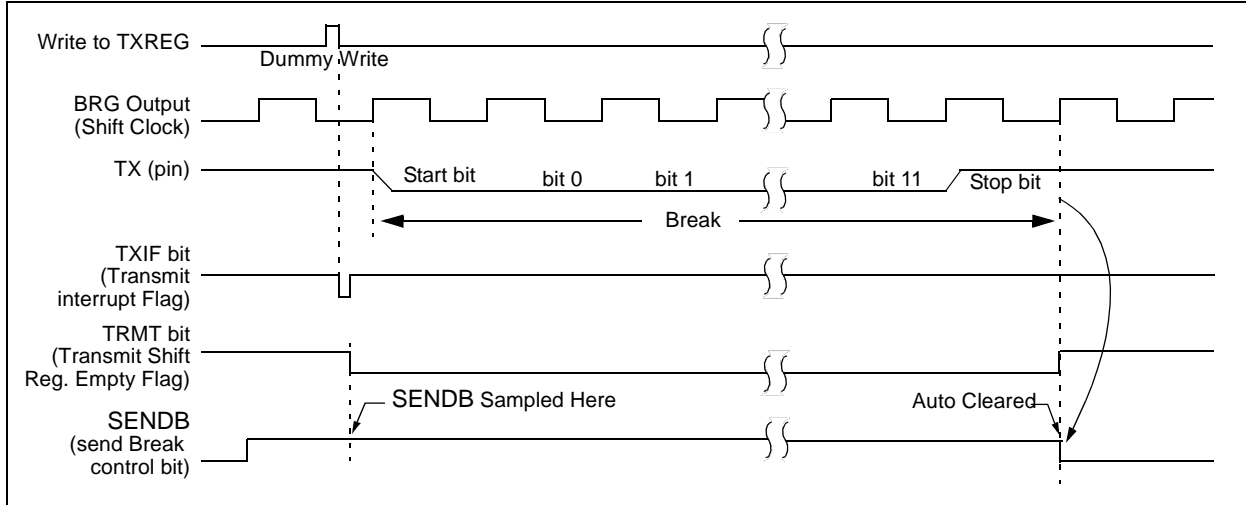 Write to TXREG
Dummy Write
BRG Output
(Shift Clock)
TX (pin)
Start bit
bit 0
bit 1
bit 11
Stop bit
Break
TXIF bit
(Transmit
interrupt Flag)
TRMT bit
(Transmit Shift
Reg. Empty Flag)
SENDB Sampled Here
Auto Cleared
SENDB
(send Break
control bit)